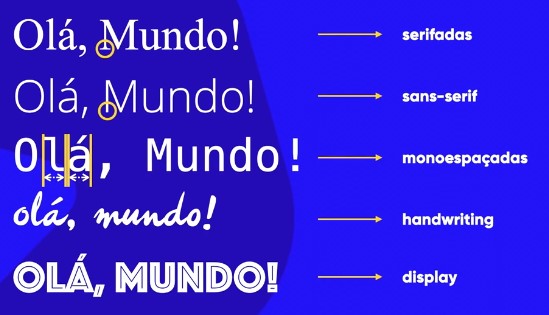 Olá, Mundo! serifadas
Olá, Mundo! sans-serif
Olá, Mundo! monoespaçadas
olá, mundo! handwriting
OLÁ, MUNDO! display